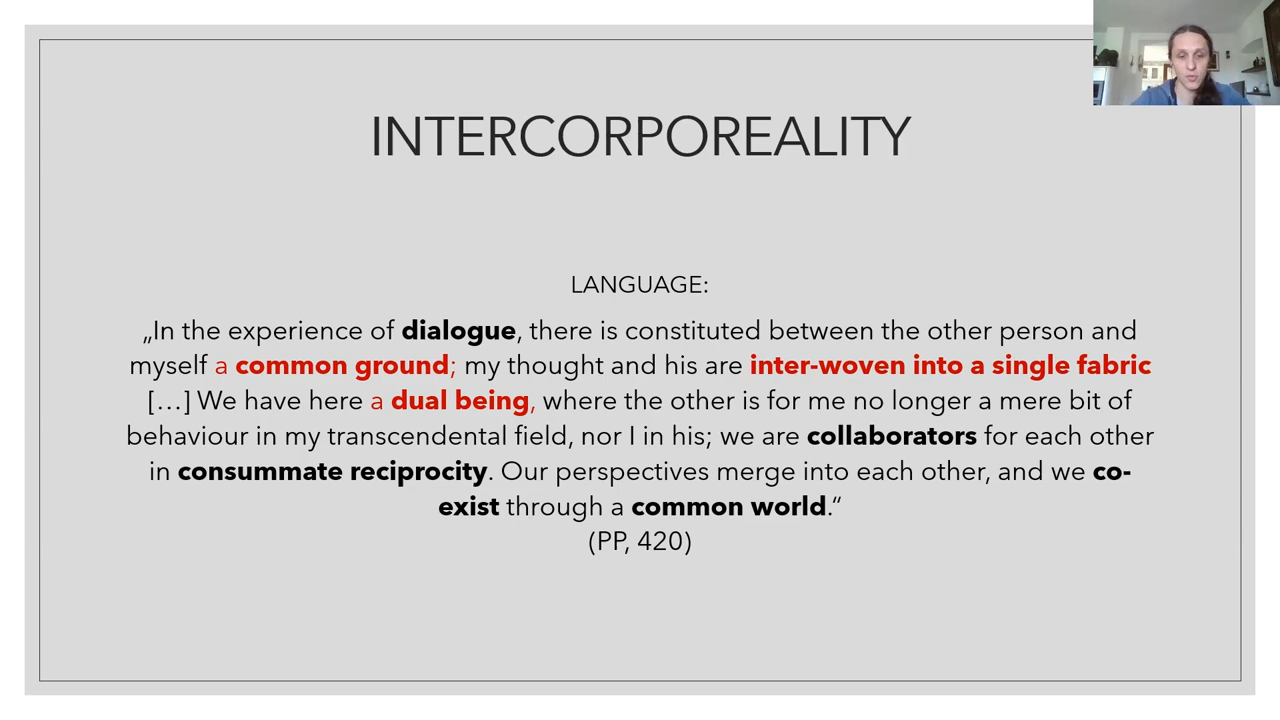 INTERCORPOREALITY
LANGUAGE:
„In the experience of dialogue, there is constituted between the other person and
myself a common ground; my thought and his are inter-woven into a single fabric
[…] We have here a dual being, where the other is for me no longer a mere bit of
behaviour in my transcendental field, nor I in his; we are collaborators for each other
in consummate reciprocity. Our perspectives merge into each other, and we co-
exist through a common world.“
(PP, 420)